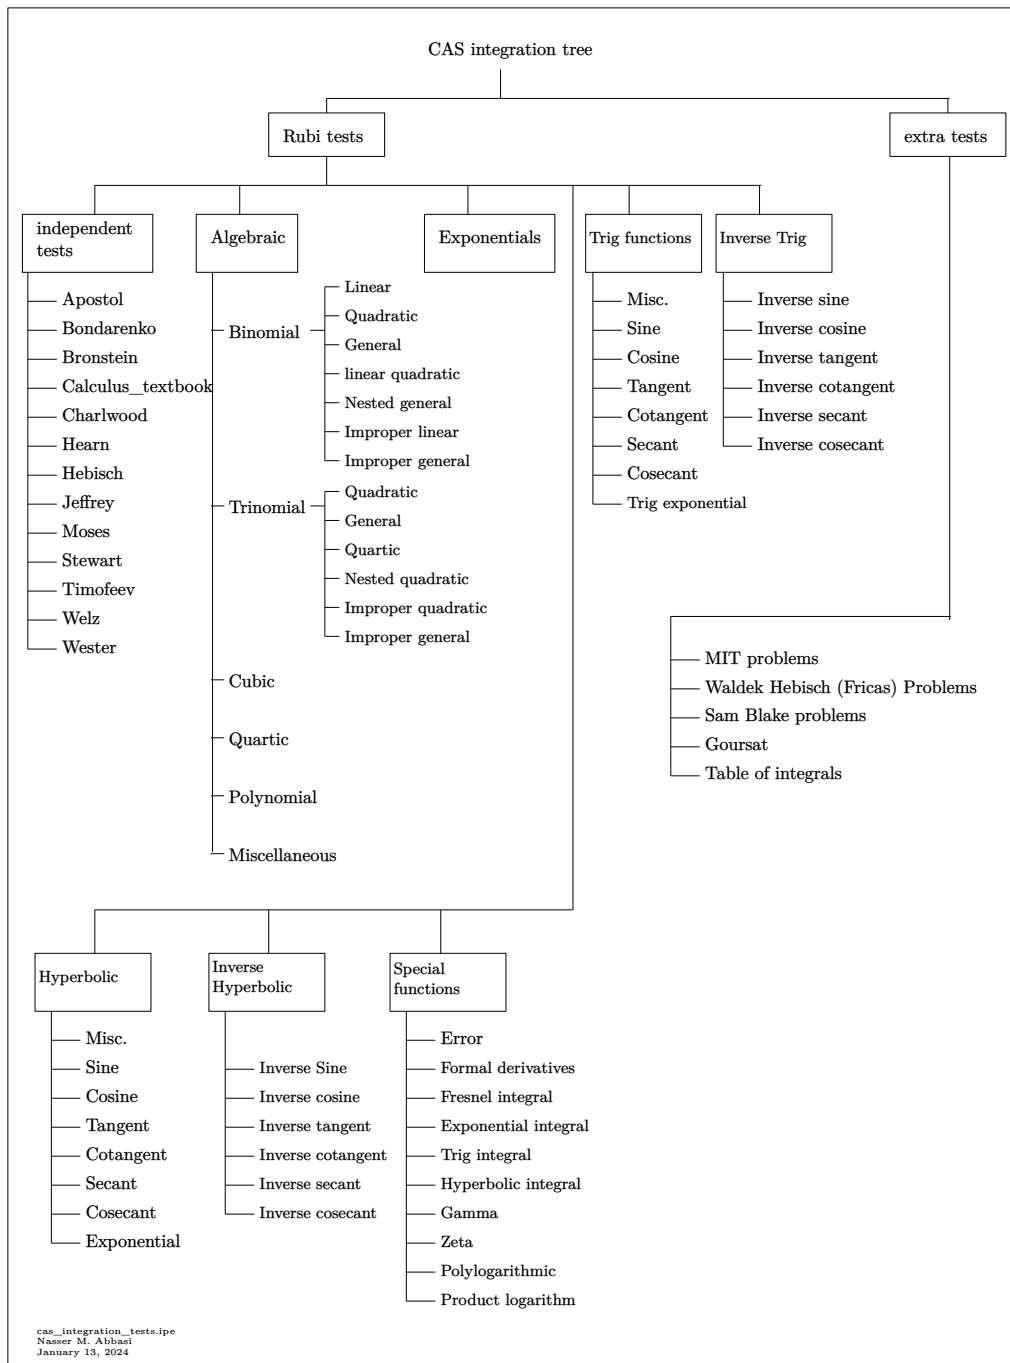 CAS integration tree
Rubi tests
extra tests
independent
tests
Algebraic
Exponentials
Trig functions
Inverse Trig
Apostol
Bondarenko
Bronstein
Calculus_textbook
Charlwood
Hearn
Hebisch
Jeffrey
Moses
Stewart
Timofeev
Welz
Wester
Binomial
Linear
Quadratic
General
linear quadratic
Nested general
Improper linear
Improper general
Trinomial
Quadratic
General
Quartic
Nested quadratic
Improper quadratic
Improper general
Cubic
Quartic
Polynomial
Miscellaneous
Misc.
Sine
Cosine
Tangent
Cotangent
Secant
Cosecant
Trig exponential
Inverse sine
Inverse cosine
Inverse tangent
Inverse cotangent
Inverse secant
Inverse cosecant
MIT problems
Waldek Hebisch (Fricas) Problems
Sam Blake problems
Goursat
Table of integrals
Hyperbolic
Misc.
Sine
Cosine
Tangent
Cotangent
Secant
Cosecant
Exponential
Inverse
Hyperbolic
Inverse Sine
Inverse cosine
Inverse tangent
Inverse cotangent
Inverse secant
Inverse cosecant
Special
functions
Error
Formal derivatives
Fresnel integral
Exponential integral
Trig integral
Hyperbolic integral
Gamma
Zeta
Polylogarithmic
Product logarithm
cas_integration_tests.ipe
Nasser M. Abbasi
January 13, 2024